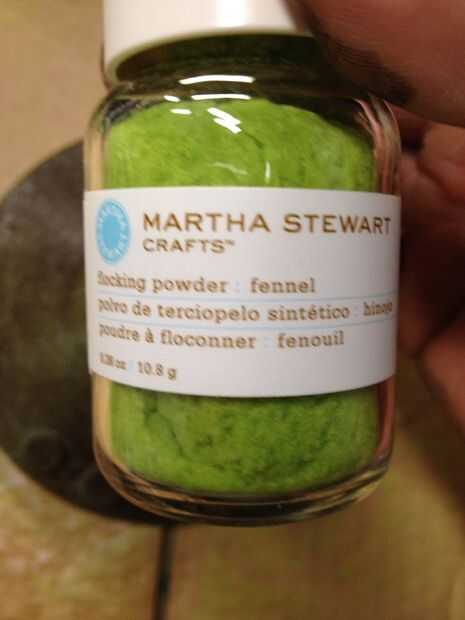 MARTHA STEWART
CRAFTS™
flocking powder : fennel
polvo de terciopelo sintético : hinojo
poudre à floconner : fenouil
0.38 oz / 10.8 g